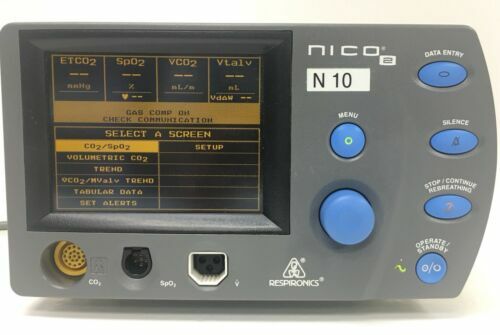 nico2
DATA ENTRY
ETCO2 SpO2 V̇CO2 Vtalv
-- -- -- --
mmHg % mL/m mL
♥ -- VdAW --
N 10
GAS COMP ON
CHECK COMMUNICATION
MENU
SILENCE
SELECT A SCREEN
CO2/SpO2 SETUP
VOLUMETRIC CO2
TREND
V̇CO2/MValv TREND
TABULAR DATA
SET ALERTS
STOP / CONTINUE
REBREATHING
?
OPERATE /
STANDBY
CO2
SpO2
V̇
RESPIRONICS®